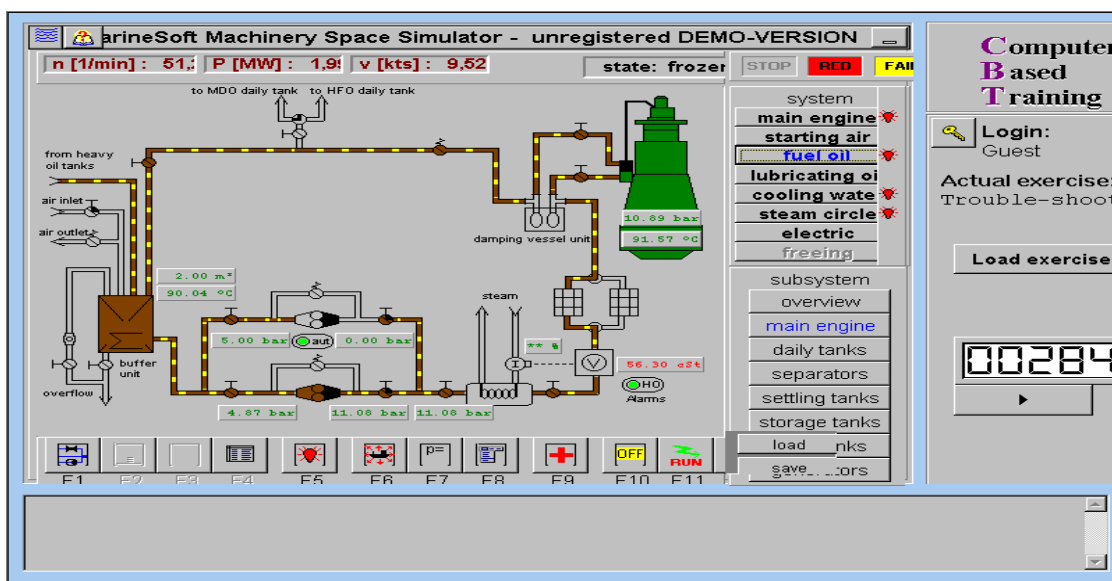 arineSoft Machinery Space Simulator - unregistered DEMO-VERSION
n [1/min] : 51,
P [MW] : 1,9
v [kts] : 9,52
state: frozen
STOP
RED
FAI
to MDO daily tank to HFO daily tank
from heavy
oil tanks
air inlet
air outlet
damping vessel unit
10.89 bar
91.57 ºC
2.00 m³
90.04 ºC
steam
5.00 bar
aut
0.00 bar
** %
I
V
56.30 cSt
HO
Alarms
buffer
unit
overflow
4.87 bar
11.08 bar
11.08 bar
system
main engine
starting air
fuel oil
lubricating oi
cooling wate
steam circle
electric
freeing
subsystem
overview
main engine
daily tanks
separators
settling tanks
storage tanks
load
nks
save
ors
p=
OFF
RUN
F1
F2
F3
F4
F5
F6
F7
F8
F9
F10
F11
Computer
Based
Training
Login:
Guest
Actual exercise:
Trouble-shoot
Load exercise
00284